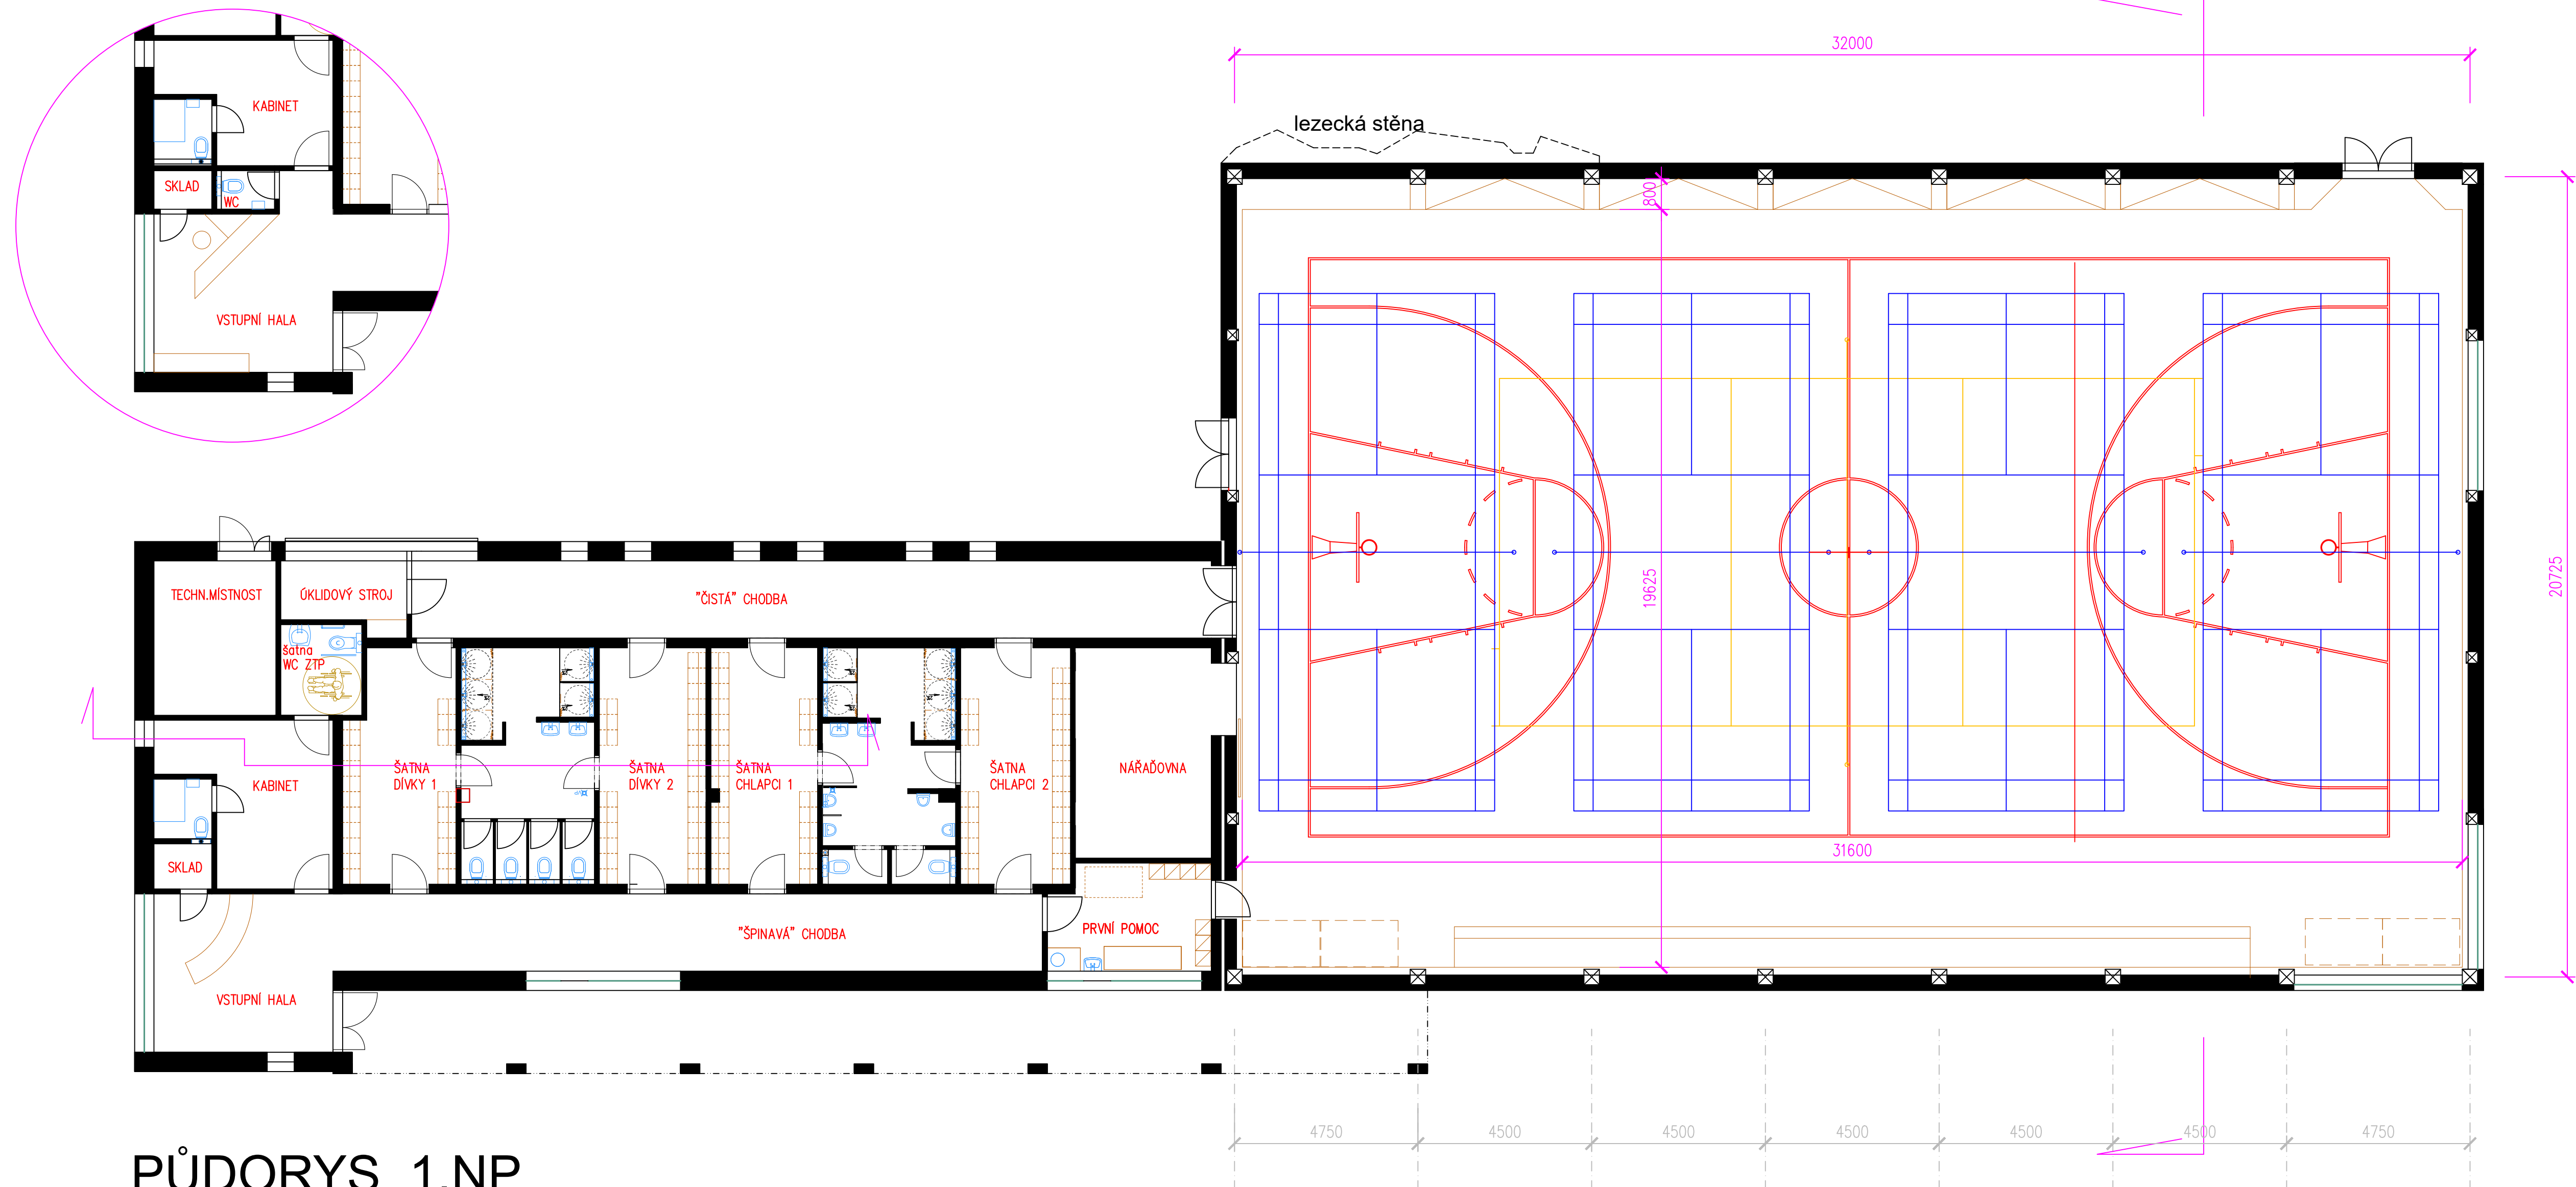 32000
lezecká stěna
KABINET
SKLAD
WC
VSTUPNÍ HALA
800
19625
20725
31600
TECHN.MÍSTNOST
ÚKLIDOVÝ STROJ
"ČISTÁ" CHODBA
šatna
WC ZTP
KABINET
SKLAD
ŠATNA
DÍVKY 1
ŠATNA
DÍVKY 2
ŠATNA
CHLAPCI 1
ŠATNA
CHLAPCI 2
NÁŘAĎOVNA
"ŠPINAVÁ" CHODBA
PRVNÍ POMOC
VSTUPNÍ HALA
4750
4500
4500
4500
4500
4500
4750
PŮDORYS 1.NP